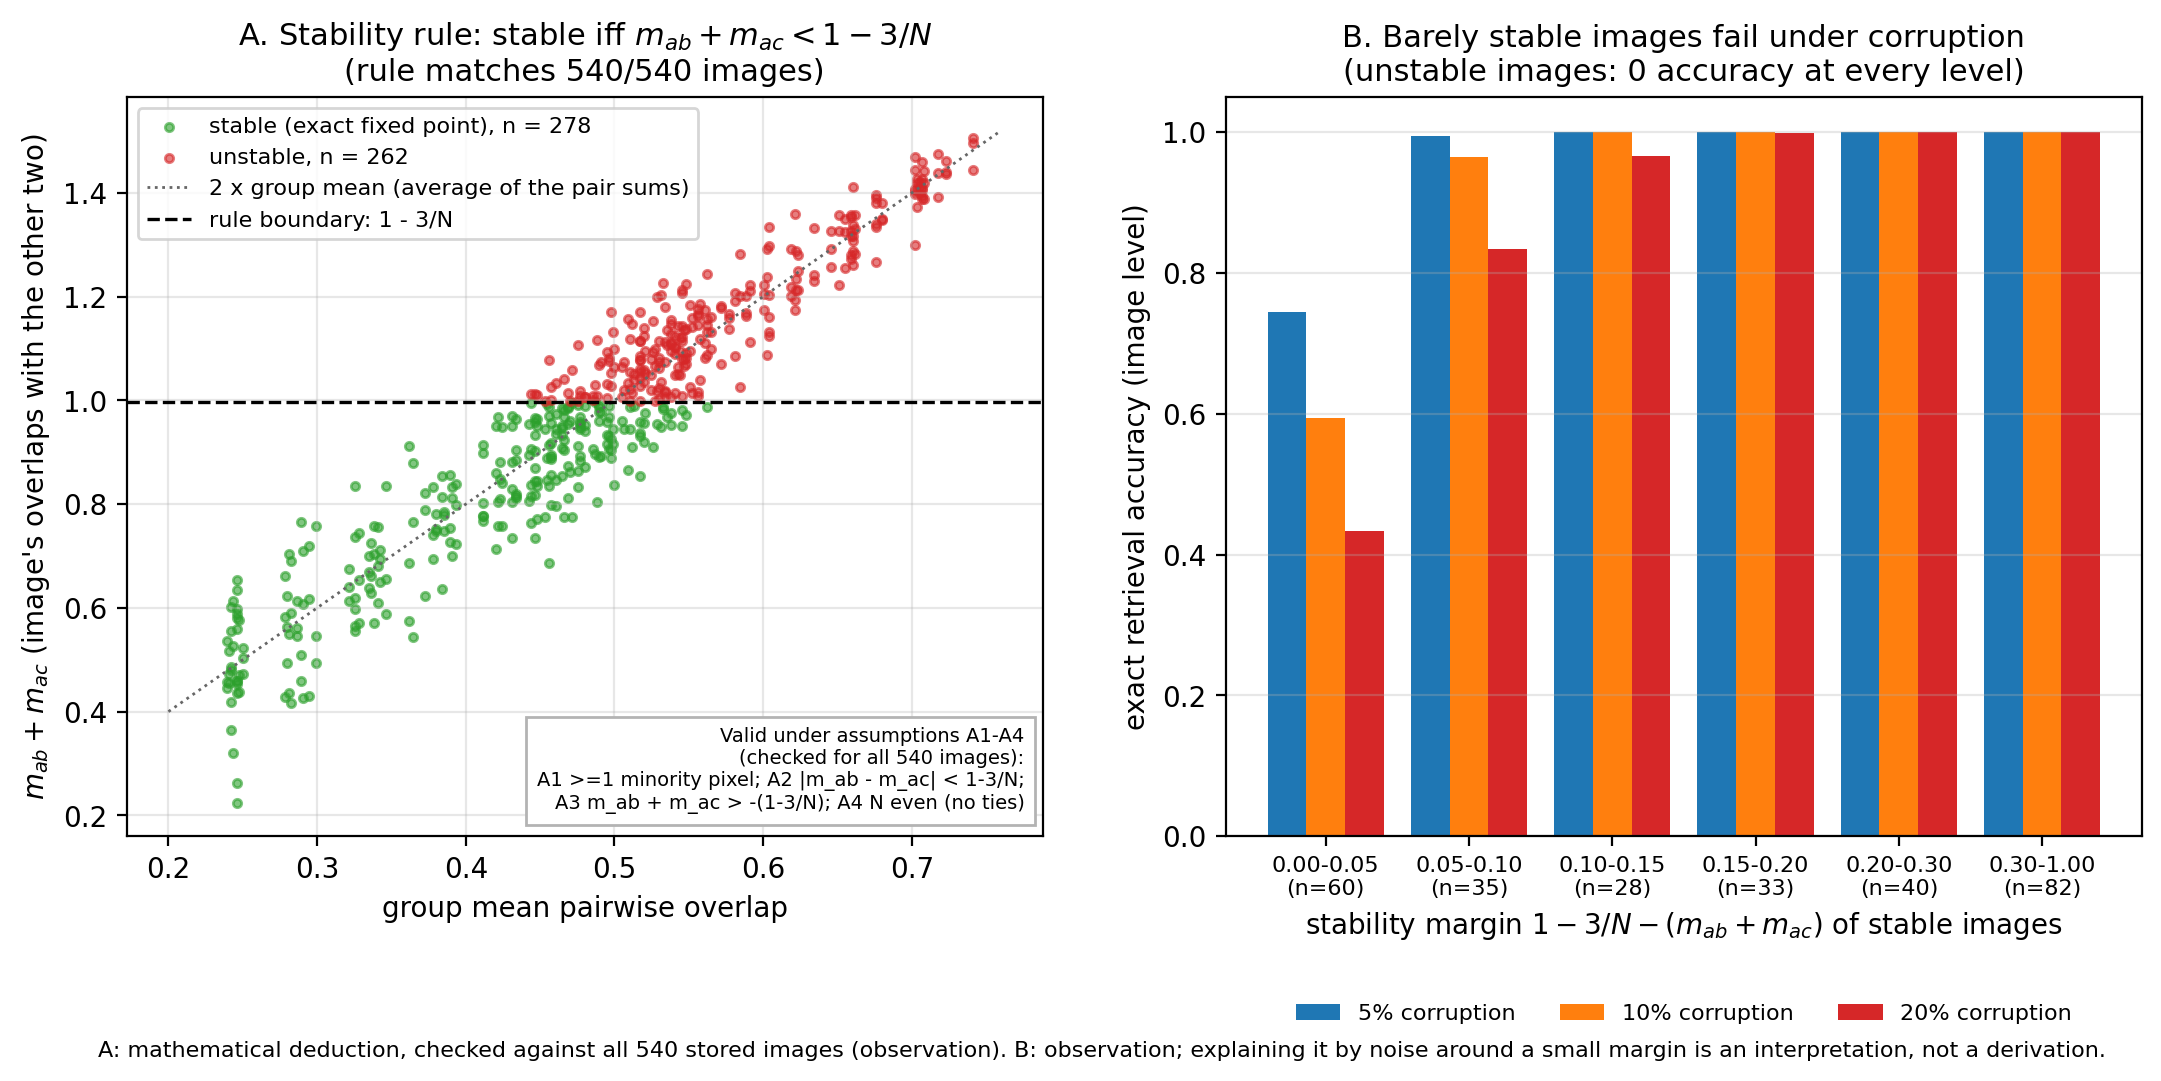 A. Stability rule: stable iff m_ab + m_ac < 1 − 3/N
(rule matches 540/540 images)
stable (exact fixed point), n = 278
unstable, n = 262
2 x group mean (average of the pair sums)
rule boundary: 1 - 3/N
m_ab + m_ac (image's overlaps with the other two)
1.4
1.2
1.0
0.8
0.6
0.4
0.2
Valid under assumptions A1-A4
(checked for all 540 images):
A1 >=1 minority pixel; A2 |m_ab - m_ac| < 1-3/N;
A3 m_ab + m_ac > -(1-3/N); A4 N even (no ties)
0.2 0.3 0.4 0.5 0.6 0.7
group mean pairwise overlap
B. Barely stable images fail under corruption
(unstable images: 0 accuracy at every level)
exact retrieval accuracy (image level)
1.0
0.8
0.6
0.4
0.2
0.0
0.00-0.05 0.05-0.10 0.10-0.15 0.15-0.20 0.20-0.30 0.30-1.00
(n=60) (n=35) (n=28) (n=33) (n=40) (n=82)
stability margin 1 − 3/N − (m_ab + m_ac) of stable images
5% corruption 10% corruption 20% corruption
A: mathematical deduction, checked against all 540 stored images (observation). B: observation; explaining it by noise around a small margin is an interpretation, not a derivation.